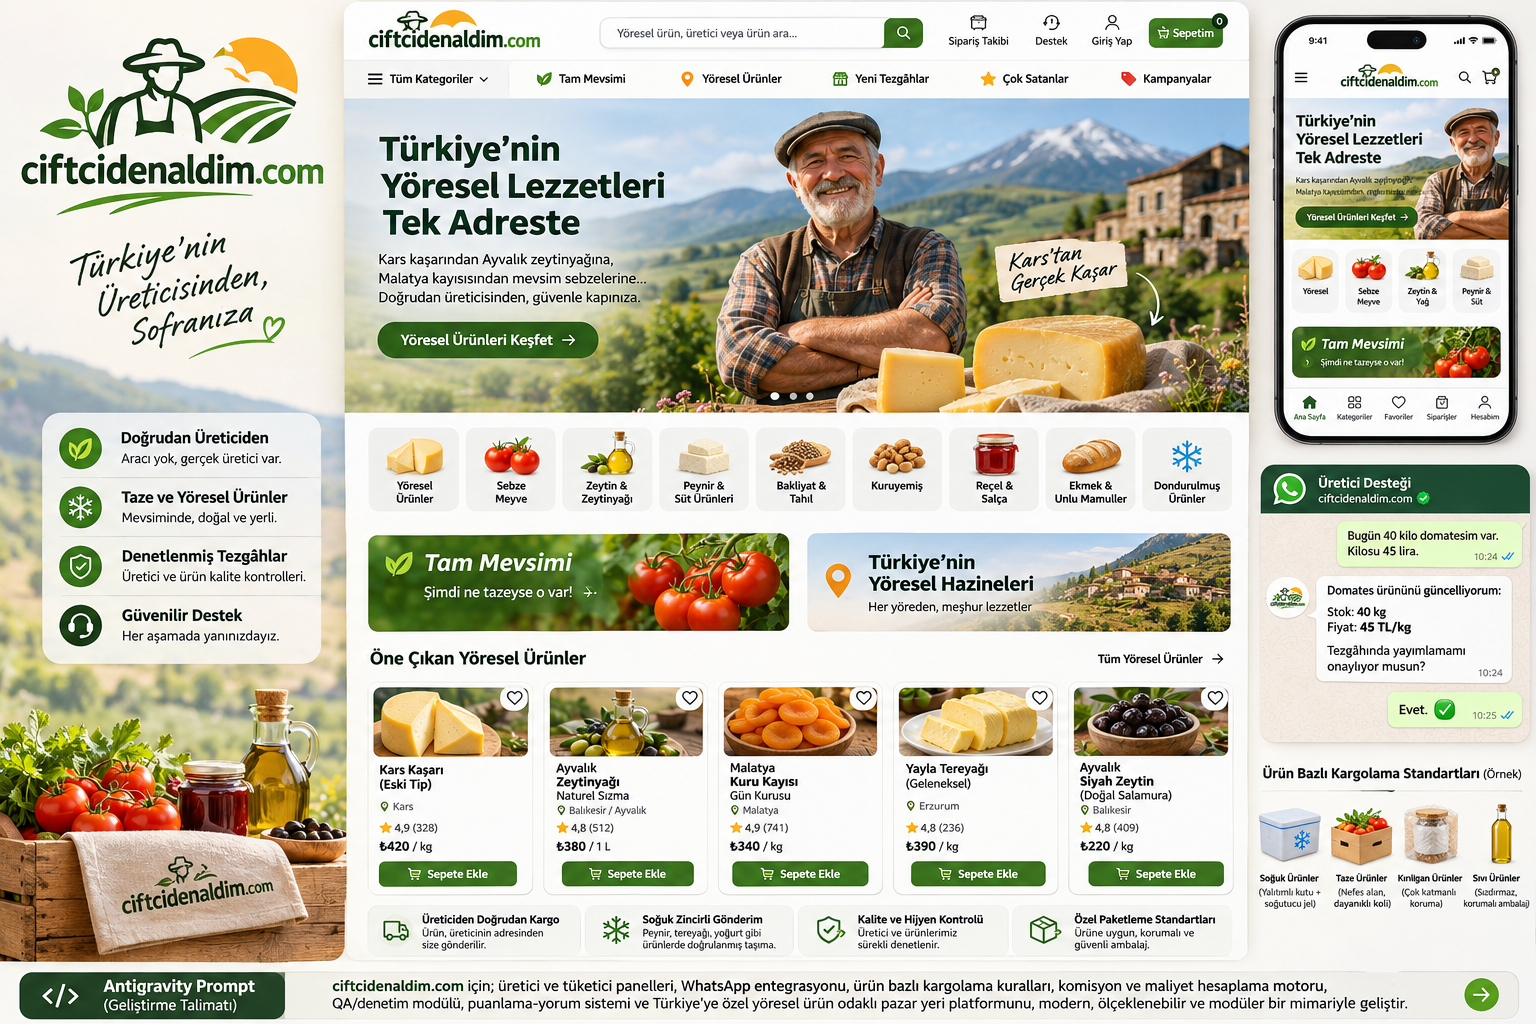 ciftcidenaldim.com
Türkiye'nin
Üreticisinden,
Sofranıza
Doğrudan Üreticiden
Aracı yok, gerçek üretici var.
Taze ve Yöresel Ürünler
Mevsiminde, doğal ve yerli.
Denetlenmiş Tezgâhlar
Üretici ve ürün kalite kontrolleri.
Güvenilir Destek
Her aşamada yanınızdayız.
ciftcidenaldim.com
ciftcidenaldim.com
Yöresel ürün, üretici veya ürün ara...
Sipariş Takibi
Destek
Giriş Yap
Sepetim
0
Tüm Kategoriler
Tam Mevsimi
Yöresel Ürünler
Yeni Tezgâhlar
Çok Satanlar
Kampanyalar
Türkiye'nin
Yöresel Lezzetleri
Tek Adreste
Kars kaşarından Ayvalık zeytinyağına,
Malatya kayısısından mevsim sebzelerine...
Doğrudan üreticisinden, güvenle kapınıza.
Yöresel Ürünleri Keşfet →
Kars'tan
Gerçek Kaşar
Yöresel
Ürünler
Sebze
Meyve
Zeytin &
Zeytinyağı
Peynir &
Süt Ürünleri
Bakliyat &
Tahıl
Kuruyemiş
Reçel &
Salça
Ekmek &
Unlu Mamuller
Dondurulmuş
Ürünler
Tam Mevsimi
Şimdi ne tazeyse o var!
Türkiye'nin
Yöresel Hazineleri
Her yöreden, meşhur lezzetler
Öne Çıkan Yöresel Ürünler
Tüm Yöresel Ürünler →
Kars Kaşarı
(Eski Tip)
Kars
4,9 (328)
₺420 / kg
Sepete Ekle
Ayvalık
Zeytinyağı
Naturel Sızma
Balıkesir / Ayvalık
4,8 (512)
₺380 / 1 L
Sepete Ekle
Malatya
Kuru Kayısı
Gün Kurusu
Malatya
4,9 (741)
₺340 / kg
Sepete Ekle
Yayla Tereyağı
(Geleneksel)
Erzurum
4,8 (236)
₺390 / kg
Sepete Ekle
Ayvalık
Siyah Zeytin
(Doğal Salamura)
Balıkesir
4,8 (409)
₺220 / kg
Sepete Ekle
Üreticiden Doğrudan Kargo
Ürün, üreticinin adresinden
size gönderilir.
Soğuk Zincirli Gönderim
Peynir, tereyağı, yoğurt gibi
ürünlerde doğrulanmış taşıma.
Kalite ve Hijyen Kontrolü
Üretici ve ürünlerimiz
sürekli denetlenir.
Özel Paketleme Standartları
Ürüne uygun, korumalı ve
güvenli ambalaj.
9:41
ciftcidenaldim.com
Türkiye'nin
Yöresel Lezzetleri
Tek Adreste
Kars kaşarından Ayvalık
Malatya
Yöresel Ürünleri Keşfet →
Yöresel
Sebze
Meyve
Zeytin &
Yağ
Peynir &
Süt
Tam Mevsimi
Şimdi ne tazeyse o var!
Ana Sayfa
Kategoriler
Favoriler
Siparişler
Hesabım
Üretici Desteği
ciftcidenaldim.com
Bugün 40 kilo domatesim var.
Kilosu 45 lira.
10:24
Domates ürününü güncelliyorum:
Stok: 40 kg
Fiyat: 45 TL/kg
Tezgâhında yayımlamamı
onaylıyor musun?
10:24
Evet. ✅
10:25
Ürün Bazlı Kargolama Standartları (Örnek)
Soğuk Ürünler
(Yalıtımlı kutu +
soğutucu jel)
Taze Ürünler
(Nefes alan,
dayanıklı koli)
Kırılgan Ürünler
(Çok katmanlı
koruma)
Sıvı Ürünler
(Sızdırmaz,
korumalı ambalaj)
</> Antigravity Prompt
(Geliştirme Talimatı)
ciftcidenaldim.com için; üretici ve tüketici panelleri, WhatsApp entegrasyonu, ürün bazlı kargolama kuralları, komisyon ve maliyet hesaplama motoru,
QA/denetim modülü, puanlama-yorum sistemi ve Türkiye'ye özel yöresel ürün odaklı pazar yeri platformunu, modern, ölçeklenebilir ve modüler bir mimariyle geliştir.